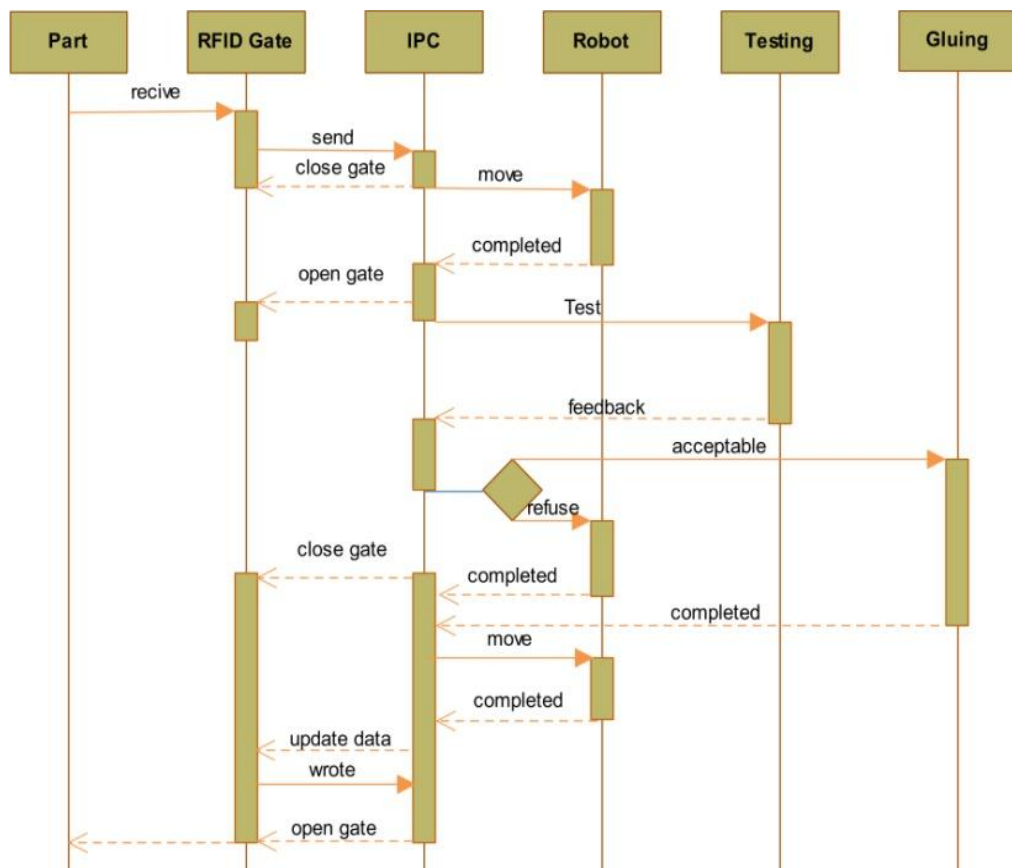 Part
RFID Gate
IPC
Robot
Testing
Gluing
recive
send
close gate
move
completed
open gate
Test
feedback
acceptable
refuse
close gate
completed
completed
move
completed
update data
wrote
open gate